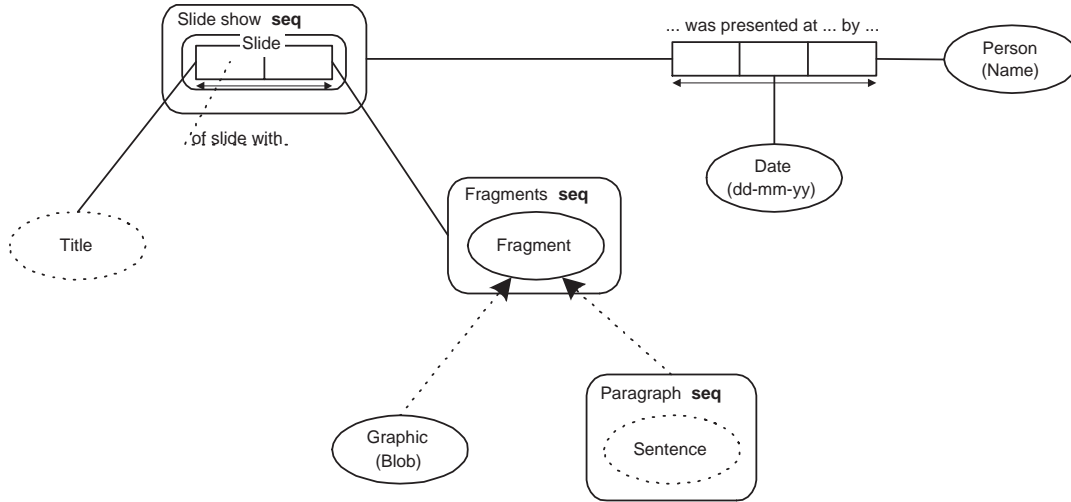 Slide show seq
Slide
... was presented at ... by ...
Person
(Name)
of slide with
Date
(dd-mm-yy)
Fragments seq
Title
Fragment
Paragraph seq
Graphic
(Blob)
Sentence